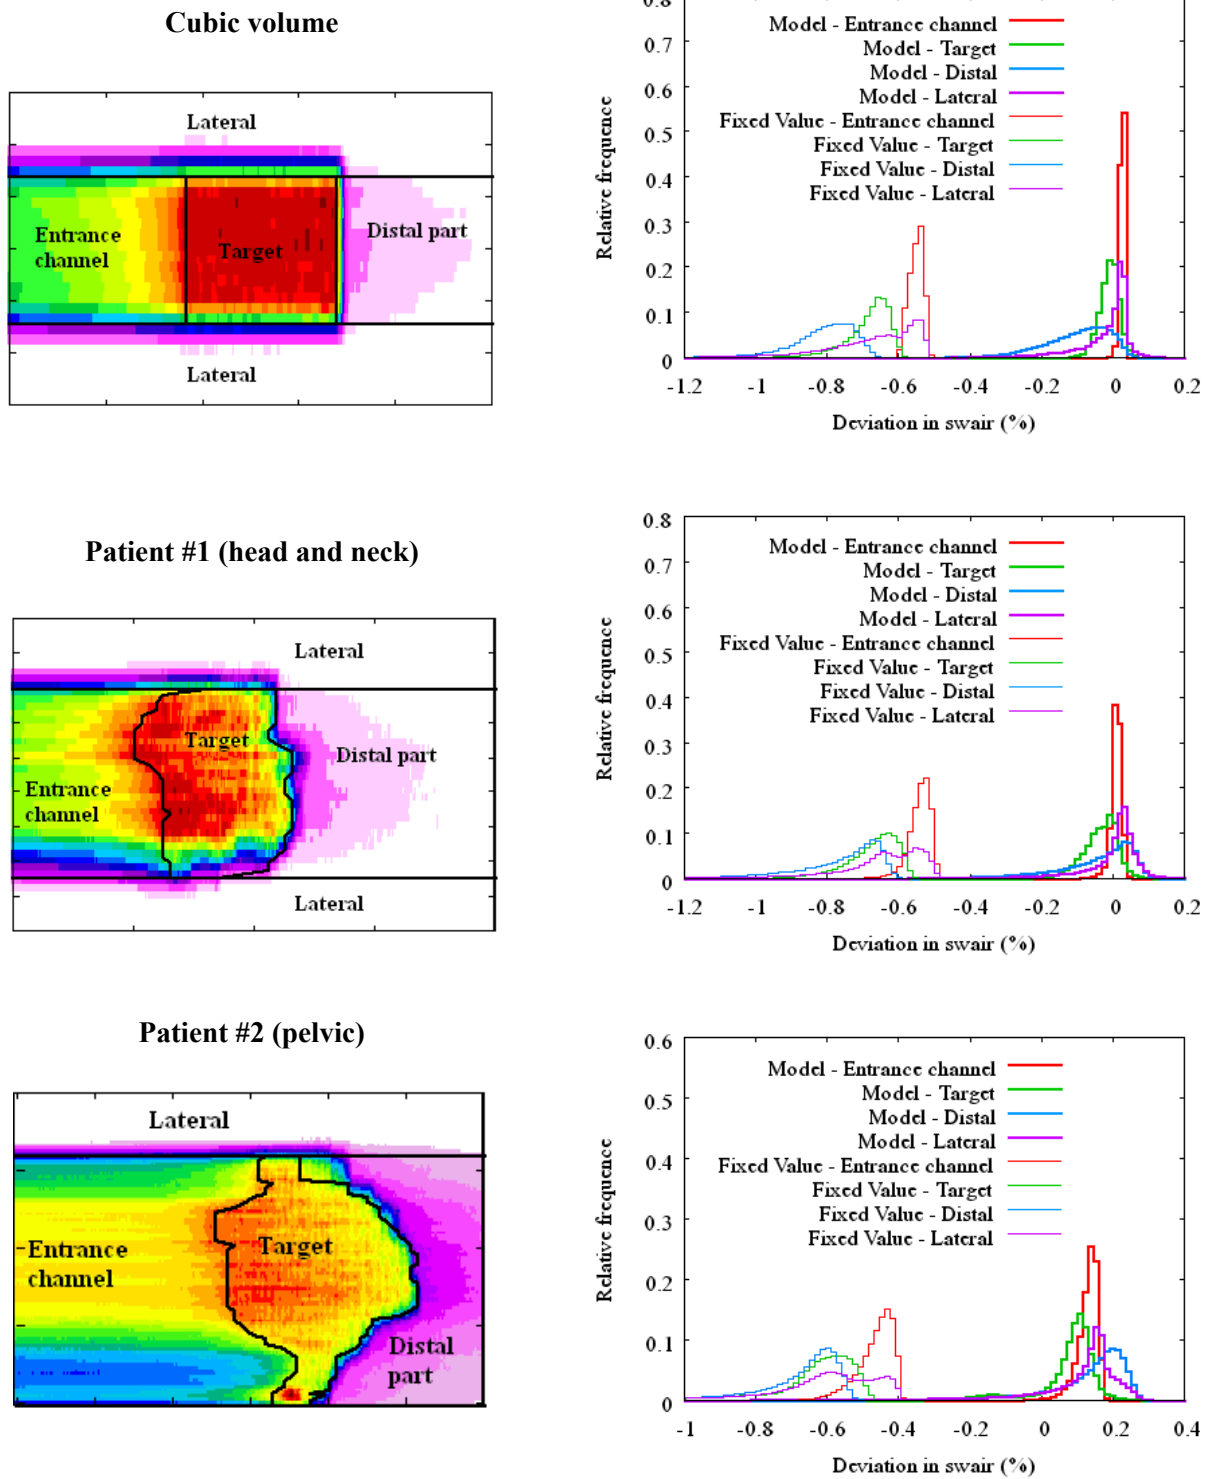 Cubic volume
Lateral
Entrance
channel
Target
Distal part
Lateral
0.8
0.7
0.6
0.5
0.4
0.3
0.2
0.1
0
Relative frequence
Model - Entrance channel
Model - Target
Model - Distal
Model - Lateral
Fixed Value - Entrance channel
Fixed Value - Target
Fixed Value - Distal
Fixed Value - Lateral
-1.2 -1 -0.8 -0.6 -0.4 -0.2 0 0.2
Deviation in swair (%)
Patient #1 (head and neck)
Lateral
Target
Distal part
Entrance
channel
Lateral
0.8
0.7
0.6
0.5
0.4
0.3
0.2
0.1
0
Relative frequence
Model - Entrance channel
Model - Target
Model - Distal
Model - Lateral
Fixed Value - Entrance channel
Fixed Value - Target
Fixed Value - Distal
Fixed Value - Lateral
-1.2 -1 -0.8 -0.6 -0.4 -0.2 0 0.2
Deviation in swair (%)
Patient #2 (pelvic)
Lateral
Entrance
channel
Target
Distal
part
0.6
0.5
0.4
0.3
0.2
0.1
0
Relative frequence
Model - Entrance channel
Model - Target
Model - Distal
Model - Lateral
Fixed Value - Entrance channel
Fixed Value - Target
Fixed Value - Distal
Fixed Value - Lateral
-1 -0.8 -0.6 -0.4 -0.2 0 0.2 0.4
Deviation in swair (%)